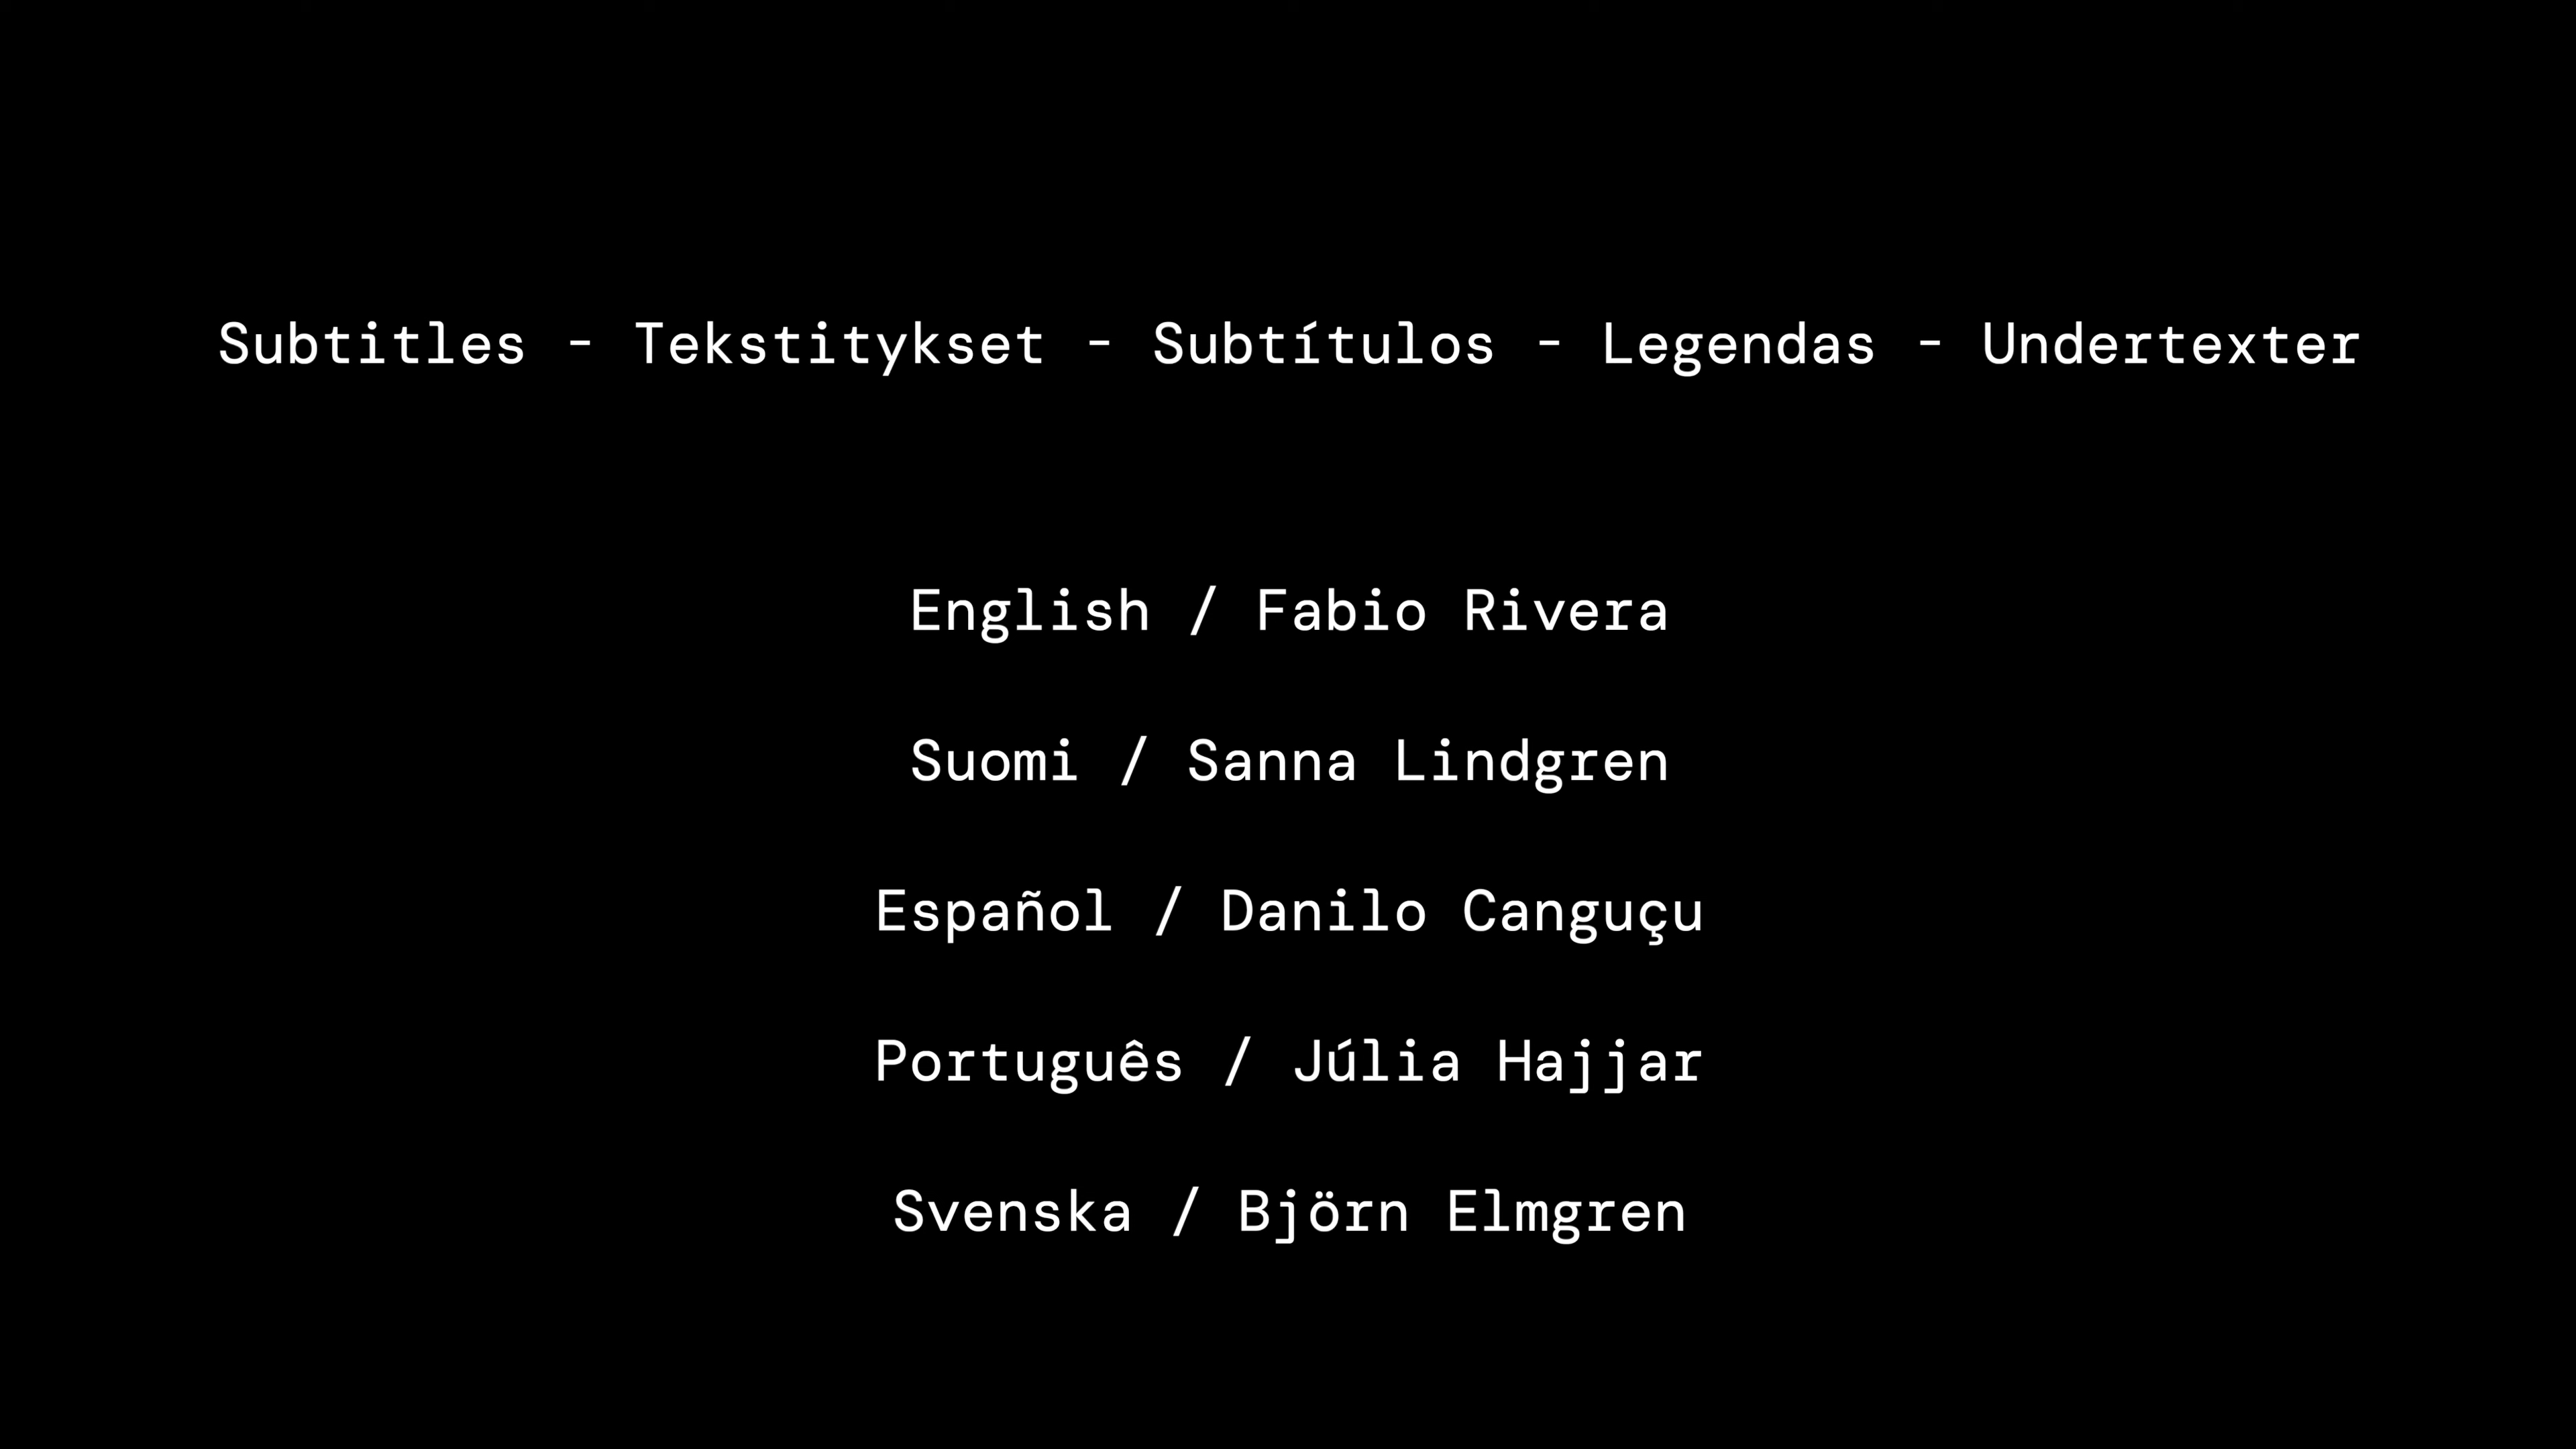 Subtitles - Tekstitykset - Subtítulos - Legendas - Undertexter
English / Fabio Rivera
Suomi / Sanna Lindgren
Español / Danilo Canguçu
Português / Júlia Hajjar
Svenska / Björn Elmgren